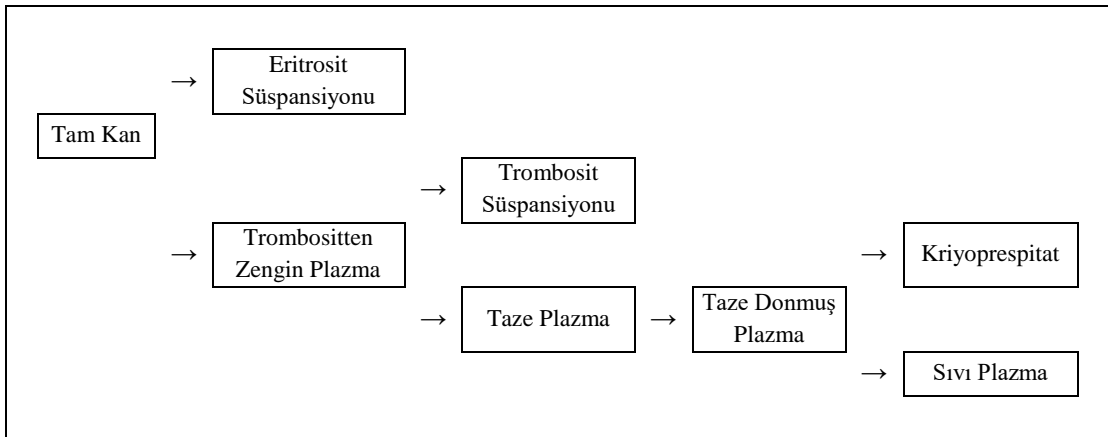 → Eritrosit
Süspansiyonu
Tam Kan
→ Trombosit
Süspansiyonu
→ Trombositten
Zengin Plazma
→ Kriyoprespitat
→ Taze Plazma → Taze Donmuş
Plazma
→ Sıvı Plazma